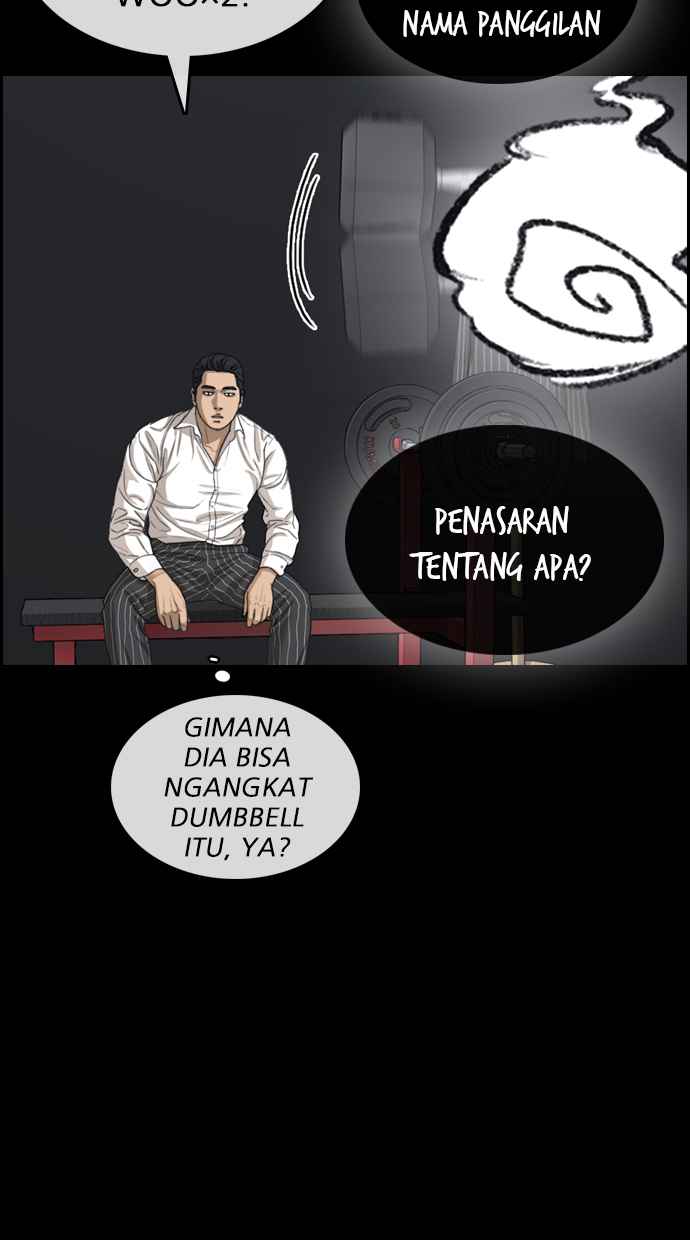 NAMA PANGGILAN
PENASARAN
TENTANG APA?
GIMANA
DIA BISA
NGANGKAT
DUMBBELL
ITU, YA?